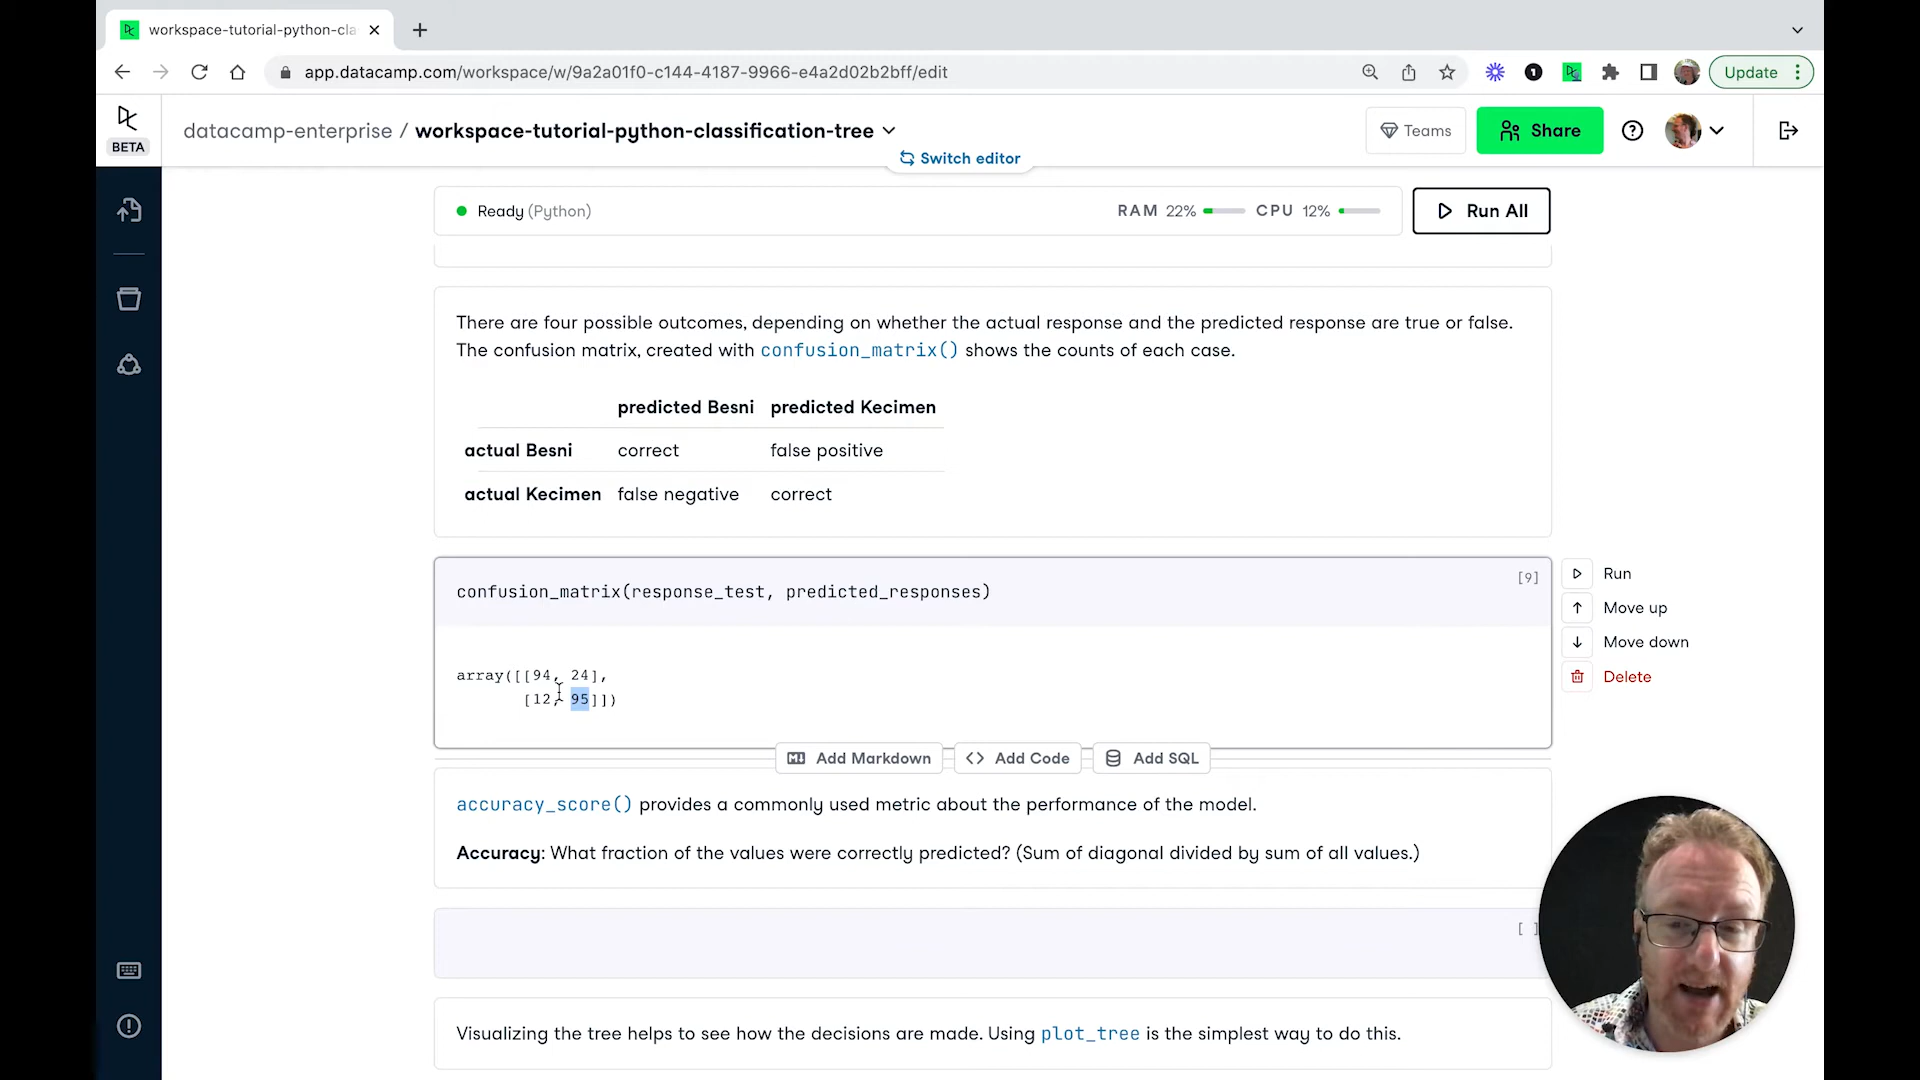 workspace-tutorial-python-cla
app.datacamp.com/workspace/w/9a2a01f0-c144-4187-9966-e4a2d02b2bff/edit
Update
BETA
datacamp-enterprise / workspace-tutorial-python-classification-tree
Teams
Share
Switch editor
Ready (Python)
RAM 22%
CPU 12%
Run All
There are four possible outcomes, depending on whether the actual response and the predicted response are true or false.
The confusion matrix, created with confusion_matrix() shows the counts of each case.
predicted Besni predicted Kecimen
actual Besni correct false positive
actual Kecimen false negative correct
confusion_matrix(response_test, predicted_responses)
[9]
Run
Move up
Move down
Delete
array([[94, 24],
[12, 95]])
Add Markdown
Add Code
Add SQL
accuracy_score() provides a commonly used metric about the performance of the model.
Accuracy: What fraction of the values were correctly predicted? (Sum of diagonal divided by sum of all values.)
[ ]
Visualizing the tree helps to see how the decisions are made. Using plot_tree is the simplest way to do this.